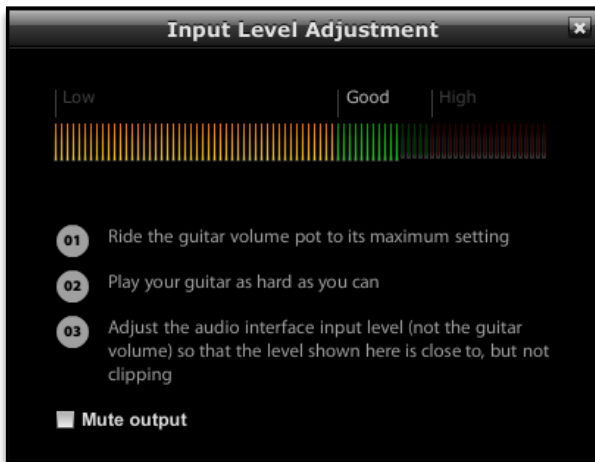 Input Level Adjustment
Low Good High
01 Ride the guitar volume pot to its maximum setting
02 Play your guitar as hard as you can
03 Adjust the audio interface input level (not the guitar
volume) so that the level shown here is close to, but not
clipping
Mute output